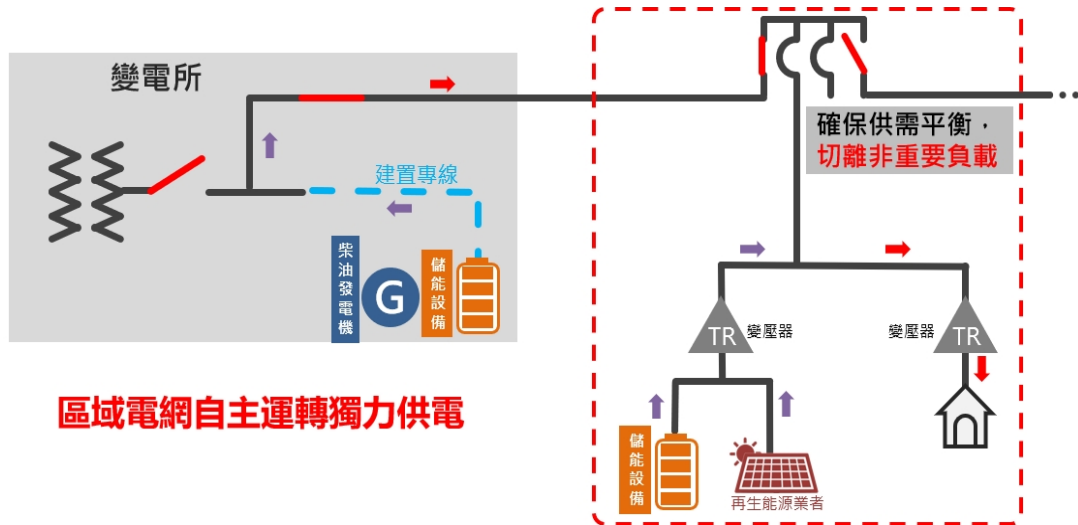 變電所
確保供需平衡，
切離非重要負載
建置專線
柴油發電機
G
儲能設備
TR
變壓器
變壓器
TR
區域電網自主運轉獨力供電
儲能設備
再生能源業者